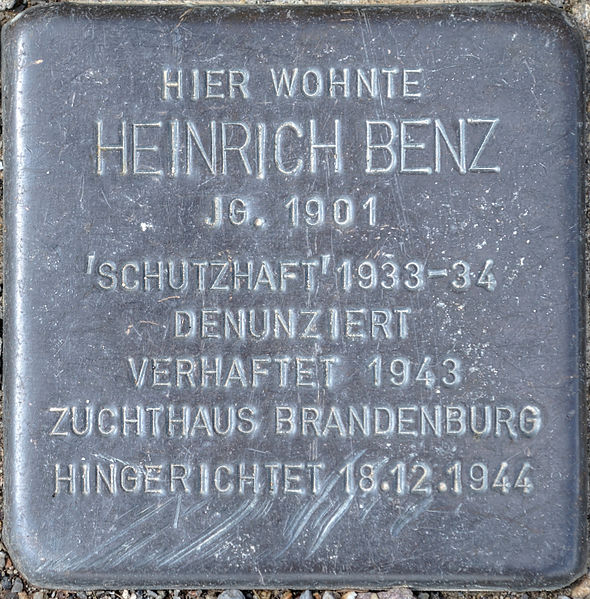 HIER WOHNTE
HEINRICH BENZ
JG. 1901
'SCHUTZHAFT' 1933-34
DENUNZIERT
VERHAFTET 1943
ZUCHTHAUS BRANDENBURG
HINGERICHTET 18.12.1944